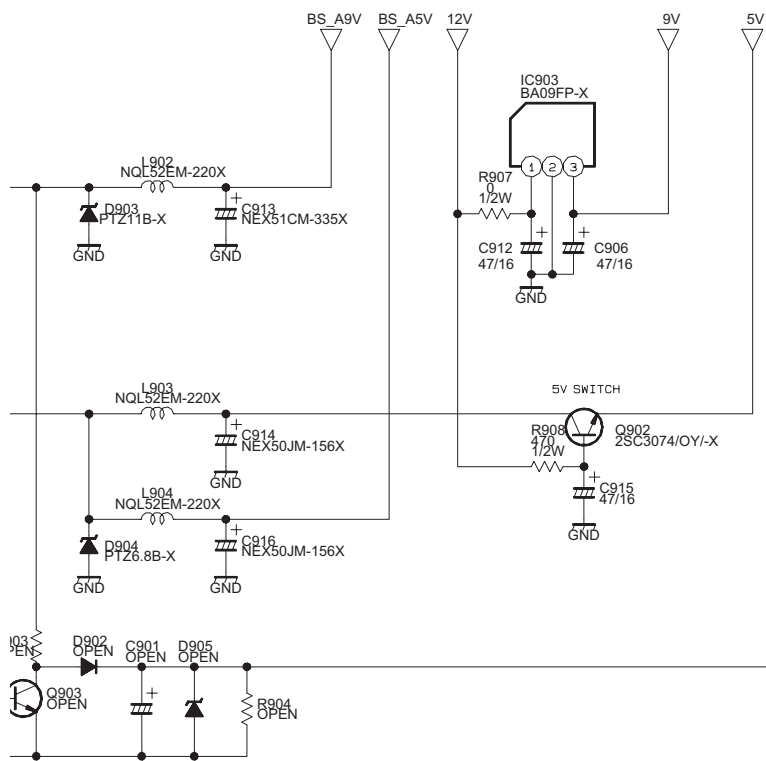 BS_A9V BS_A5V 12V 9V 5V
IC903
BA09FP-X
1 2 3
L902
NQL52EM-220X
R907
0
1/2W
D903
PTZ11B-X
C913
NEX51CM-335X
GND
GND
C912
47/16
C906
47/16
GND
L903
NQL52EM-220X
5V SWITCH
C914
NEX50JM-156X
R908
470
1/2W
Q902
2SC3074/OY/-X
GND
L904
NQL52EM-220X
C915
47/16
D904
PTZ6.8B-X
C916
NEX50JM-156X
GND
GND
GND
D902
OPEN
C901
OPEN
D905
OPEN
Q903
OPEN
R904
OPEN